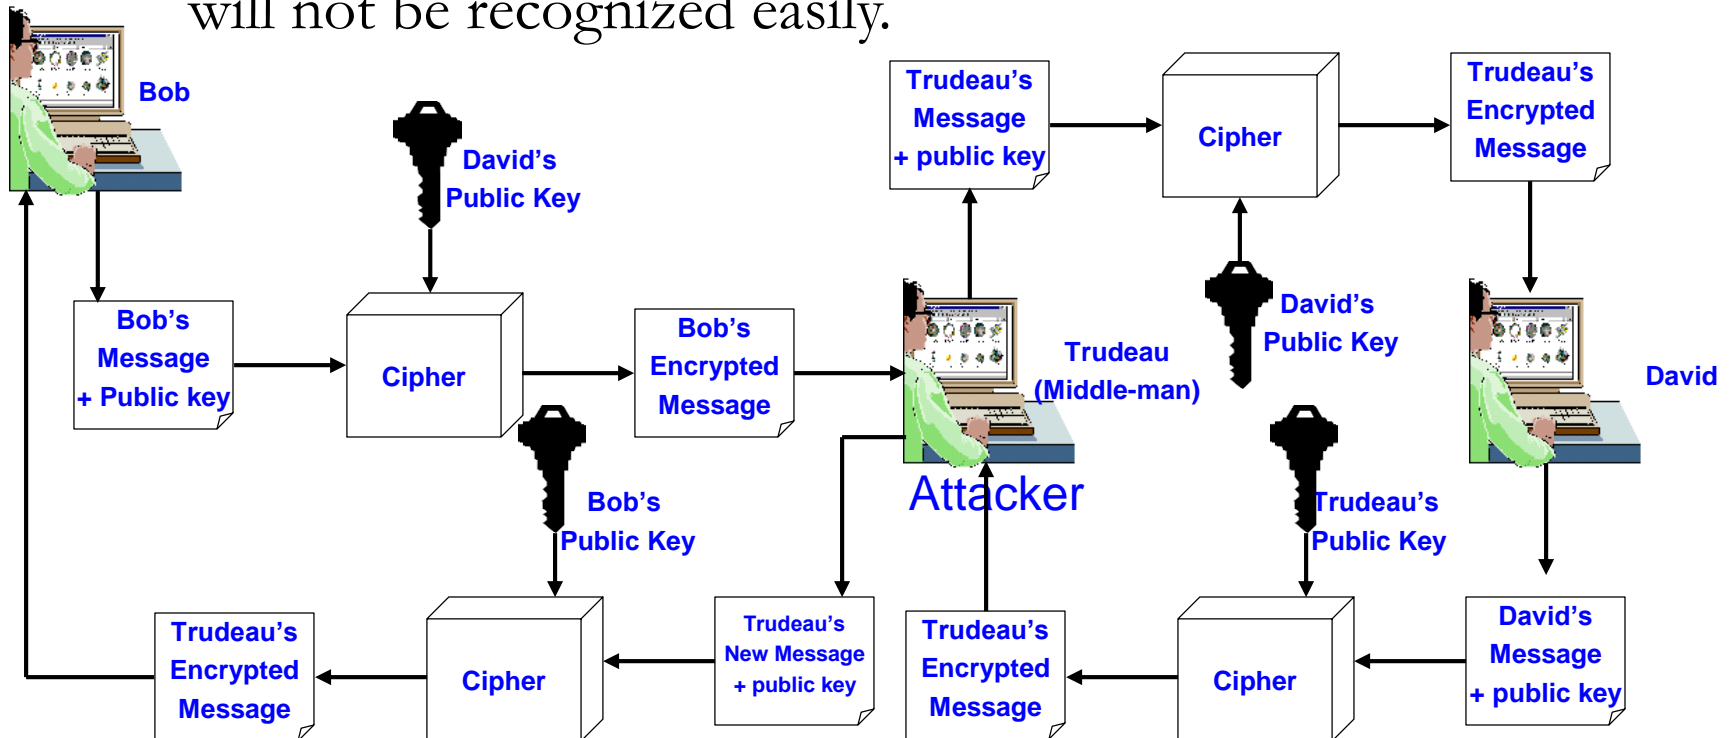 will not be recognized easily.
Bob
David's
Public Key
Bob's
Message
+ Public key
Cipher
Bob's
Encrypted
Message
Trudeau's
Message
+ public key
Cipher
Trudeau's
Encrypted
Message
David's
Public Key
Trudeau
(Middle-man)
Attacker
David
Trudeau's
Public Key
David's
Message
+ public key
Cipher
Trudeau's
Encrypted
Message
Bob's
Public Key
Trudeau's
New Message
+ public key
Cipher
Trudeau's
Encrypted
Message